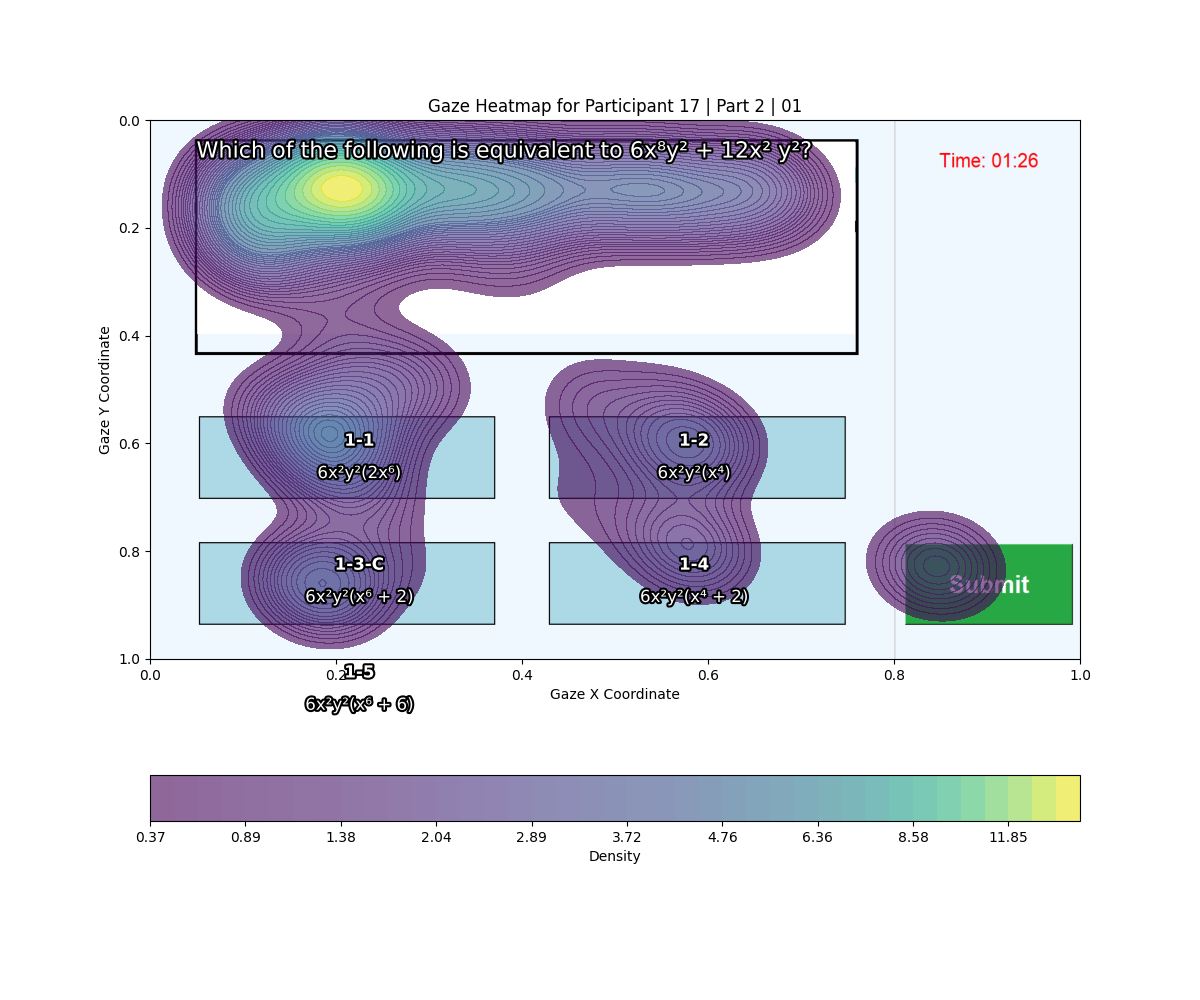 Gaze Heatmap for Participant 17 | Part 2 | 01
Which of the following is equivalent to 6x⁸y² + 12x² y²?
Time: 01:26
0.0
0.2
0.4
0.6
0.8
1.0
Gaze Y Coordinate
1-1
6x²y²(2x⁶)
1-2
6x²y²(x⁴)
1-3-C
6x²y²(x⁶ + 2)
1-4
6x²y²(x⁴ + 2)
Submit
0.0
0.2
0.4
0.6
0.8
1.0
1-5
6x²y²(x⁶ + 6)
Gaze X Coordinate
0.37
0.89
1.38
2.04
2.89
3.72
4.76
6.36
8.58
11.85
Density